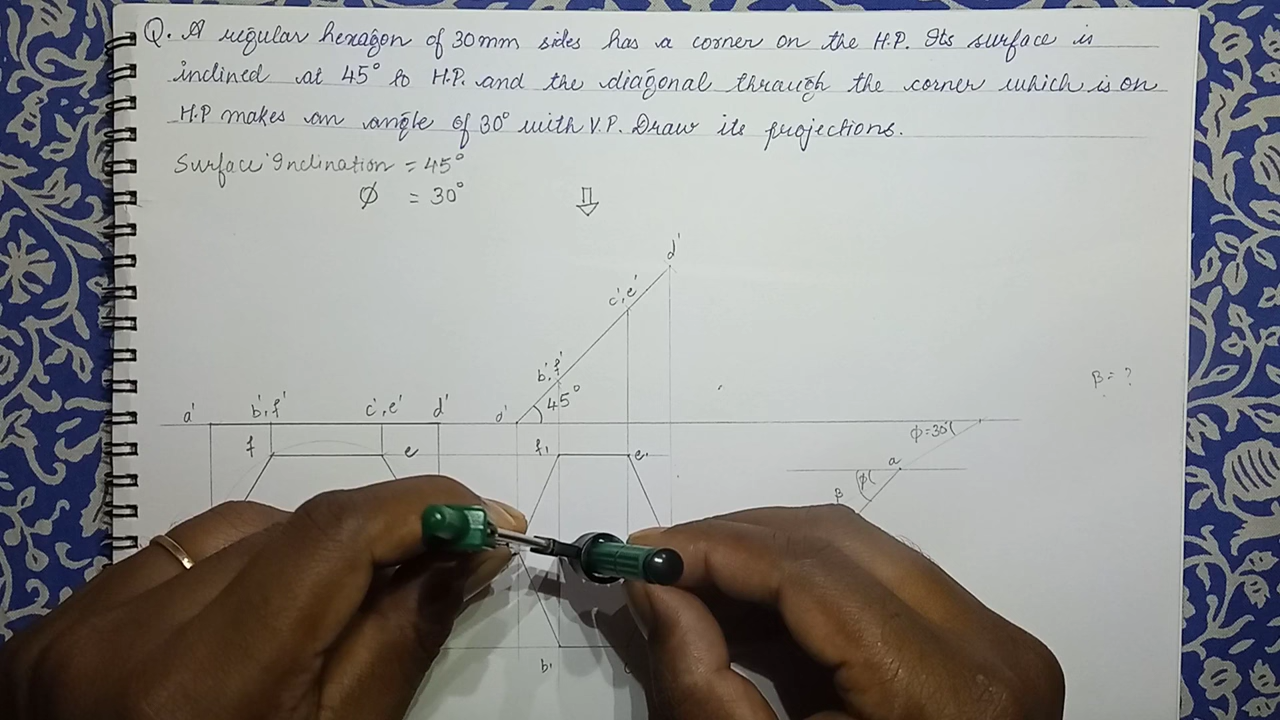 Q. A regular hexagon of 30mm sides has a corner on the H.P. Its surface is
inclined at 45° to H.P. and the diagonal through the corner which is on
H.P makes an angle of 30° with V.P. Draw its projections.
Surface Inclination = 45°
Ø = 30°
d'
c', e'
b', f'
45°
β = ?
a' b', f' c', e' d' a'
f e f₁ e₁
Ø=30°
a
Ø
β
b₁